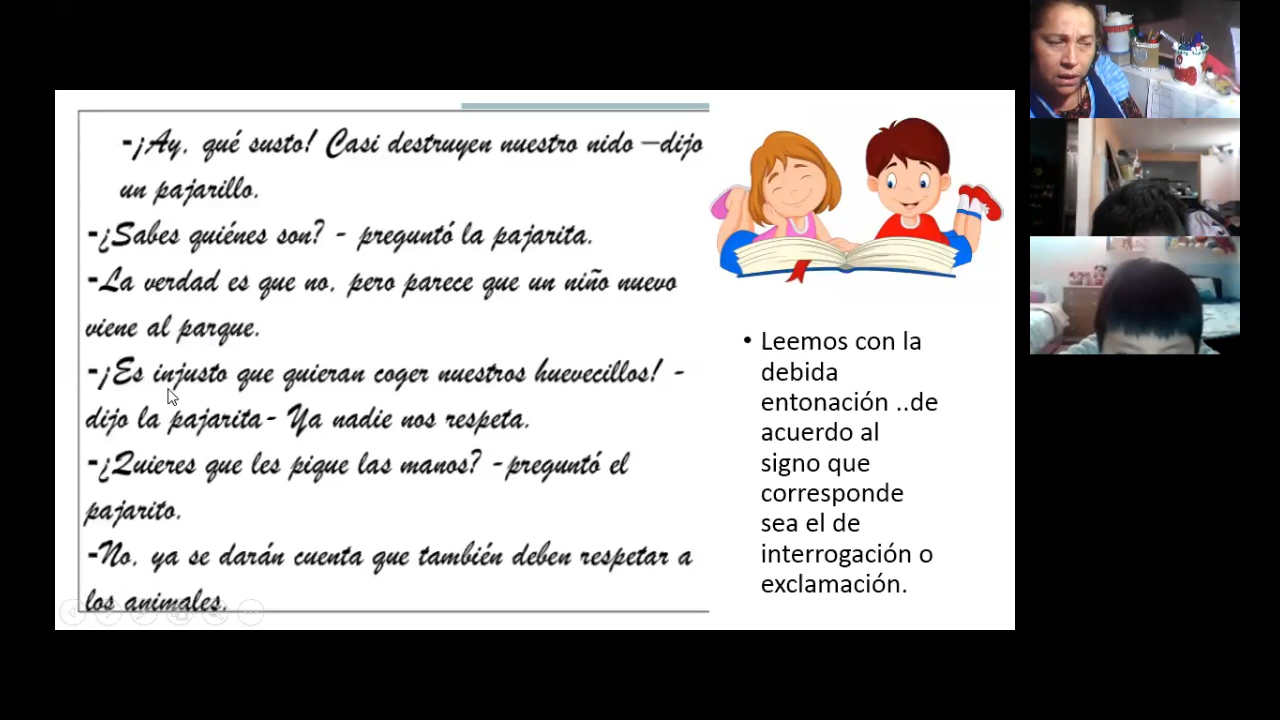 -¡Ay, qué susto! Casi destruyen nuestro nido –dijo
un pajarillo.
-¿Sabes quiénes son? - preguntó la pajarita.
-La verdad es que no, pero parece que un niño nuevo
viene al parque.
-¡Es injusto que quieran coger nuestros huevecillos! -
dijo la pajarita- Ya nadie nos respeta.
-¿Quieres que les pique las manos? -preguntó el
pajarito.
-No, ya se darán cuenta que también deben respetar a
los animales.
• Leemos con la
debida
entonación ..de
acuerdo al
signo que
corresponde
sea el de
interrogación o
exclamación.